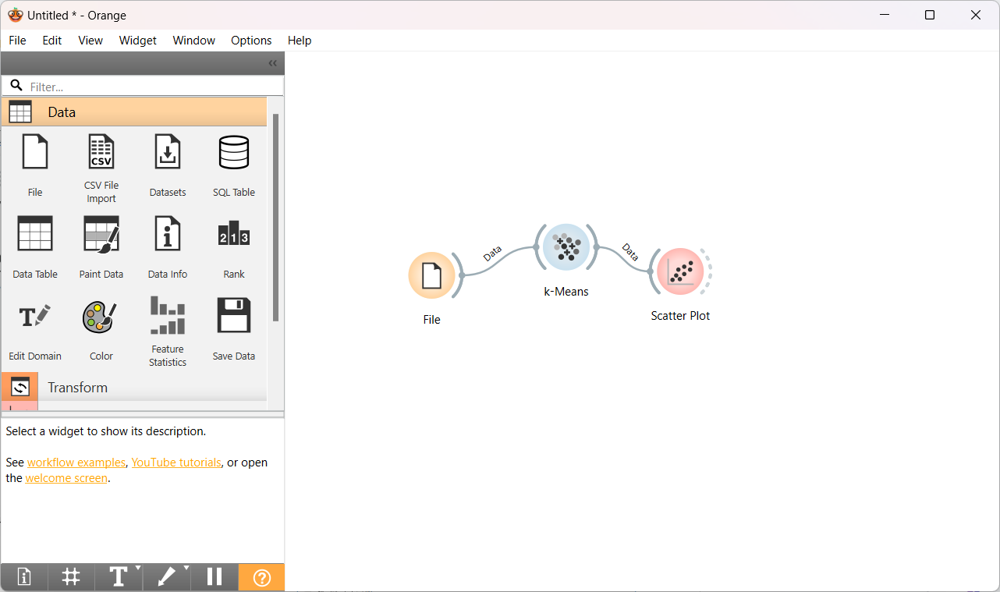 Untitled * - Orange
File Edit View Widget Window Options Help
Filter...
Data
File
CSV
CSV File
Import
Datasets
SQL Table
Data Table
Paint Data
Data Info
213
Rank
Edit Domain
Color
Feature
Statistics
Save Data
Transform
Select a widget to show its description.
See workflow examples, YouTube tutorials, or open
the welcome screen.
File
Data
k-Means
Data
Scatter Plot